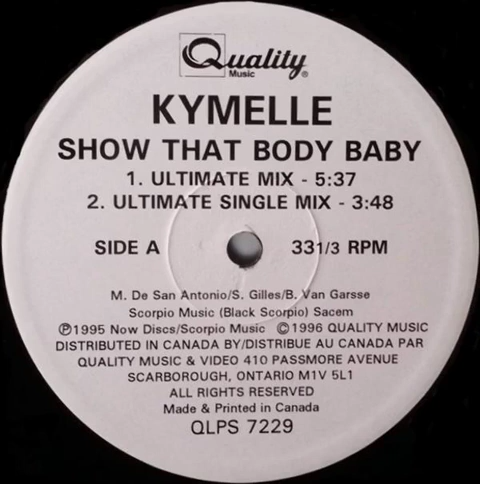 Quality
Music ®
KYMELLE
SHOW THAT BODY BABY
1. ULTIMATE MIX - 5:37
2. ULTIMATE SINGLE MIX - 3:48
SIDE A 33 1/3 RPM
M. De San Antonio/S. Gilles/B. Van Garsse
Scorpio Music (Black Scorpio) Sacem
Ⓟ1995 Now Discs/Scorpio Music ©1996 QUALITY MUSIC
DISTRIBUTED IN CANADA BY/DISTRIBUE AU CANADA PAR
QUALITY MUSIC & VIDEO 410 PASSMORE AVENUE
SCARBOROUGH, ONTARIO M1V 5L1
ALL RIGHTS RESERVED
Made & Printed in Canada
QLPS 7229